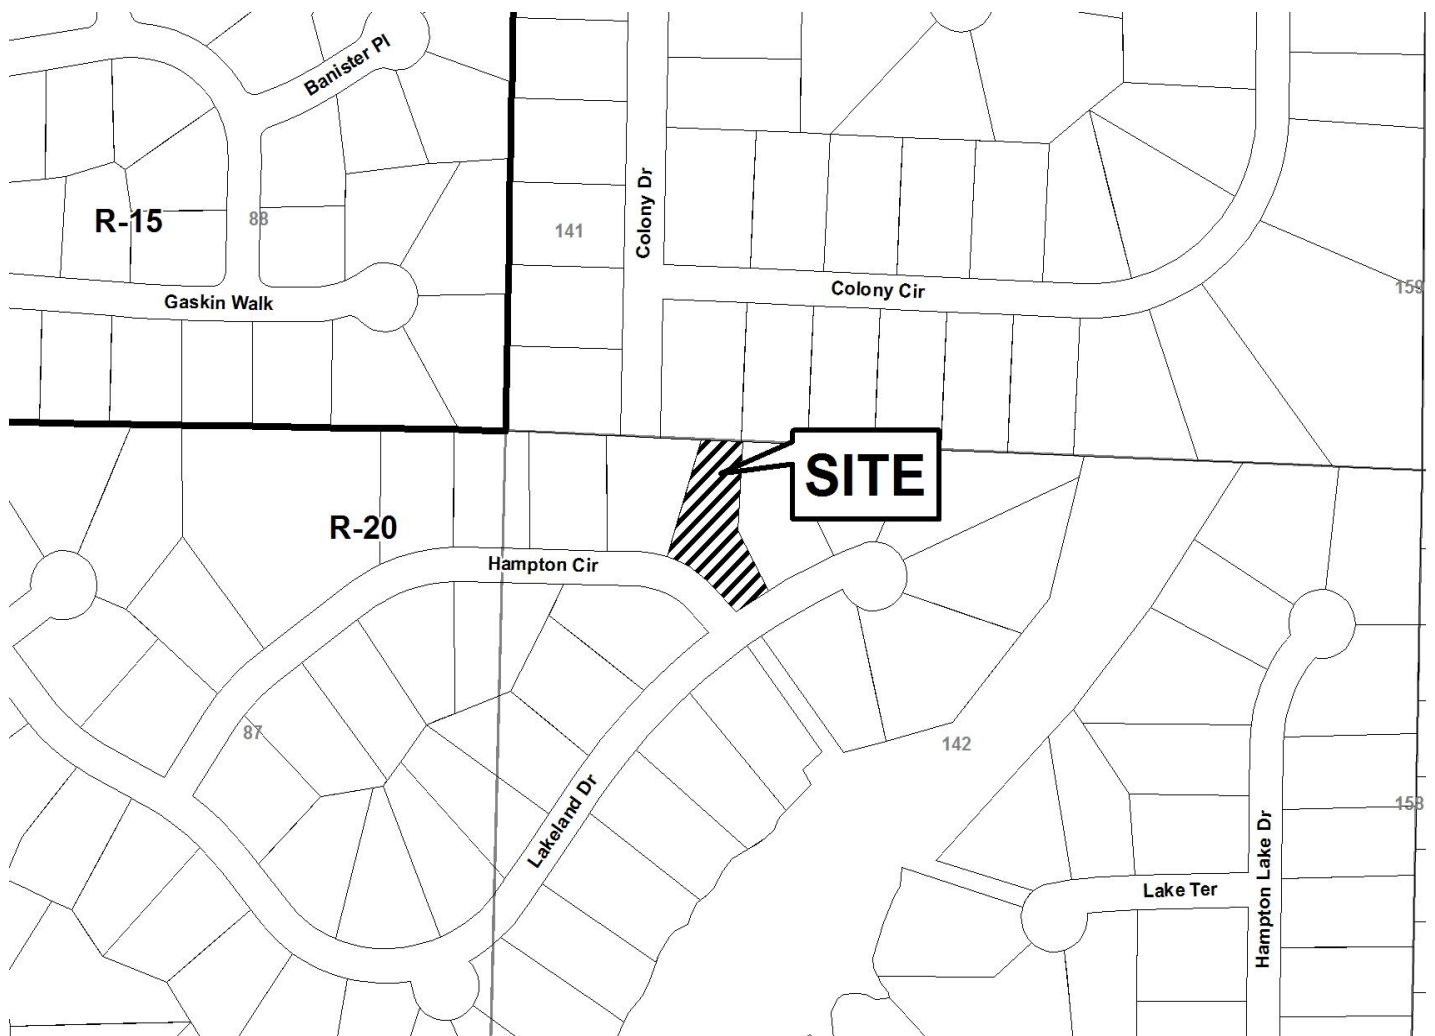 Banister Pl
Colony Dr
R-15
88
141
Colony Cir
159
Gaskin Walk
SITE
R-20
Hampton Cir
87
142
Lakeland Dr
158
Hampton Lake Dr
Lake Ter